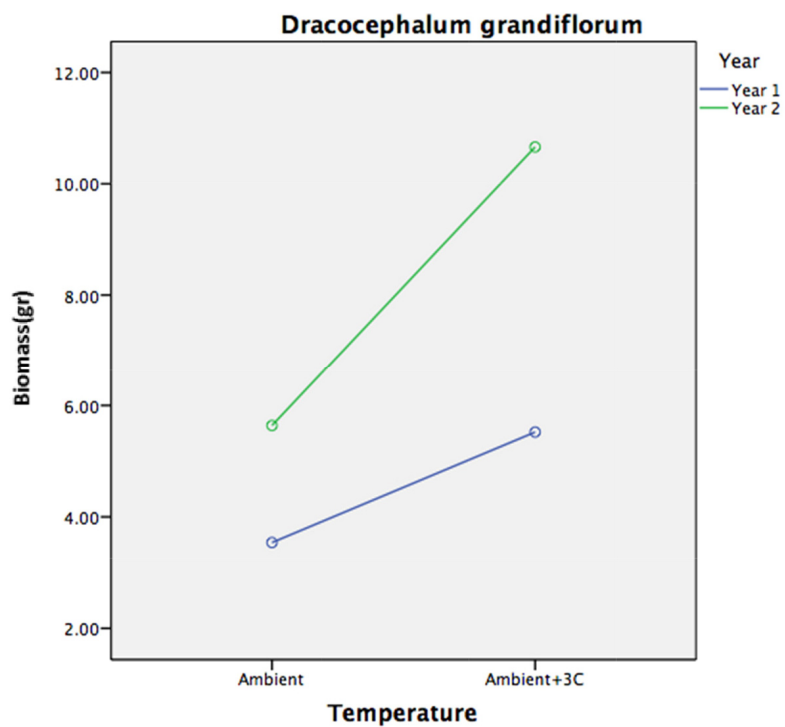 Dracocephalum grandiflorum
Year
Year 1
Year 2
12.00
10.00
8.00
6.00
4.00
2.00
Biomass(gr)
Ambient
Ambient+3C
Temperature